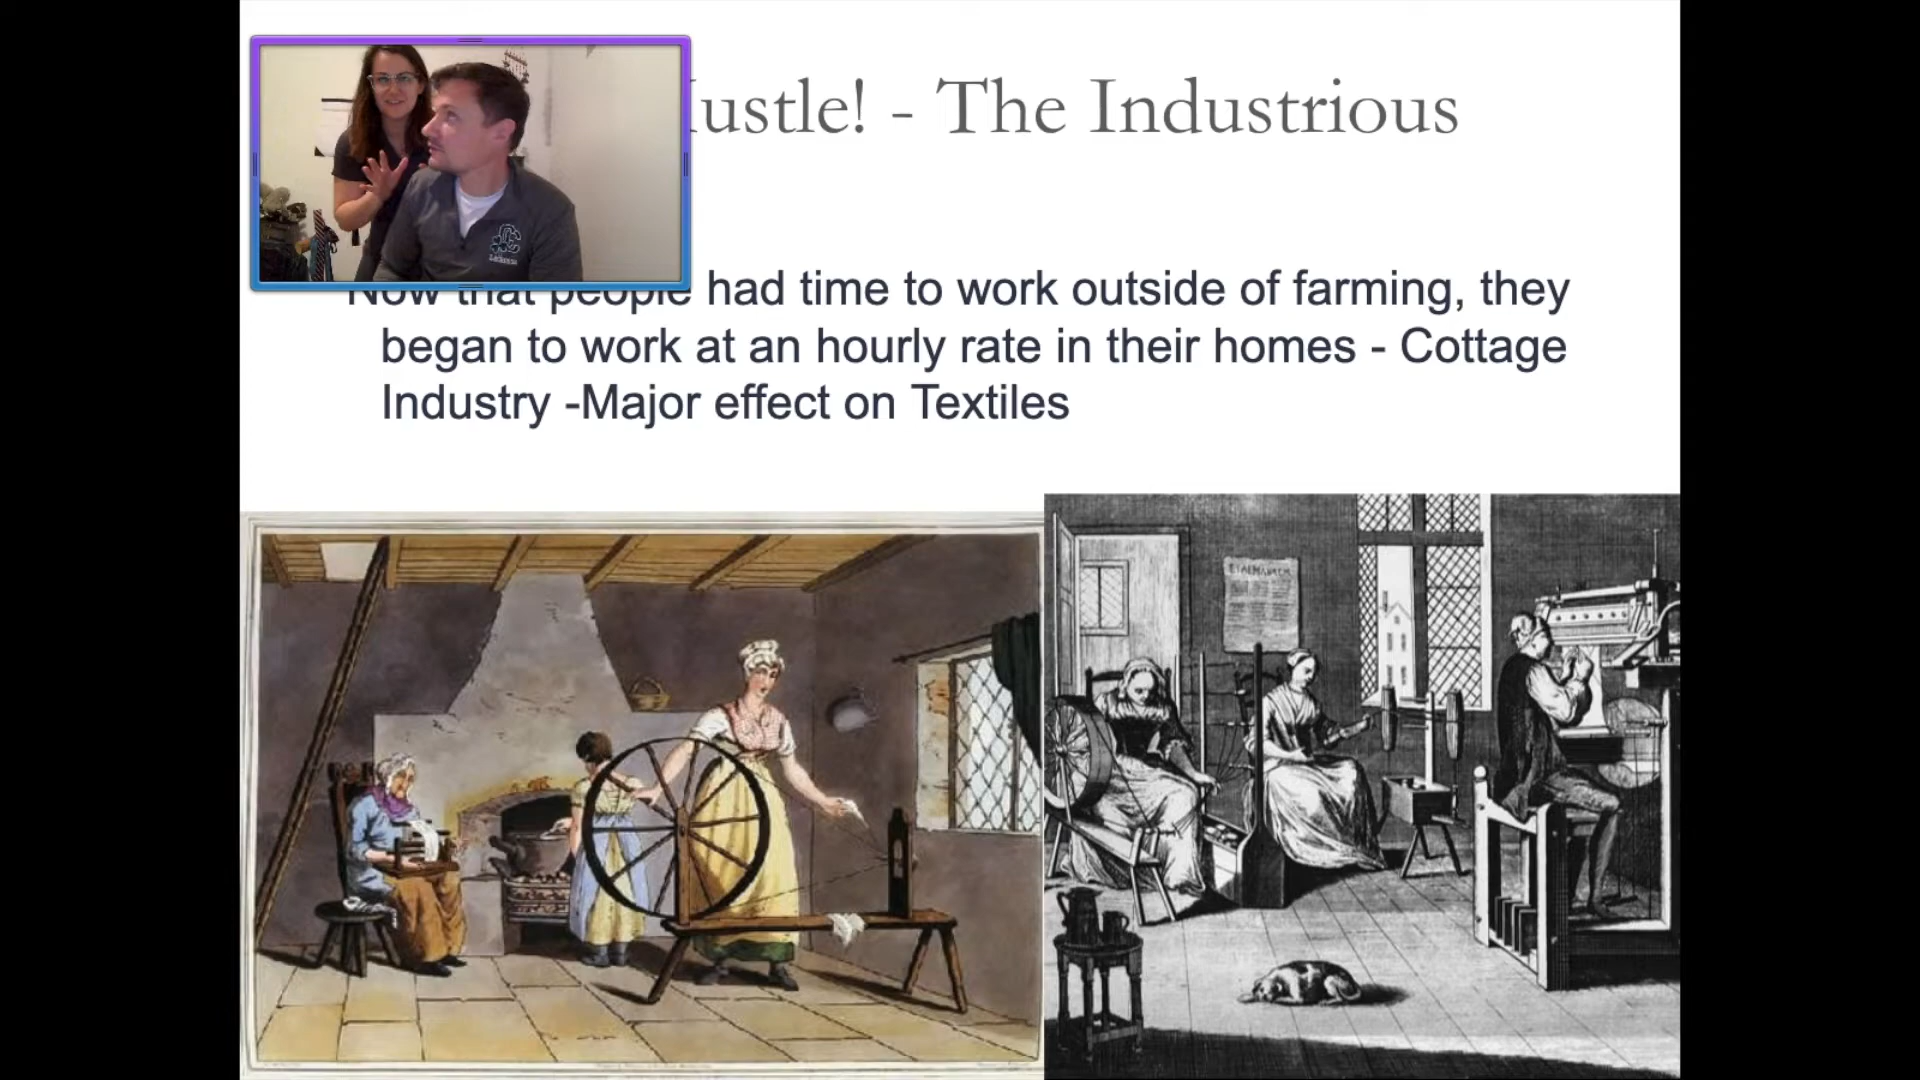 ustle! - The Industrious
Now that people had time to work outside of farming, they
began to work at an hourly rate in their homes - Cottage
Industry -Major effect on Textiles